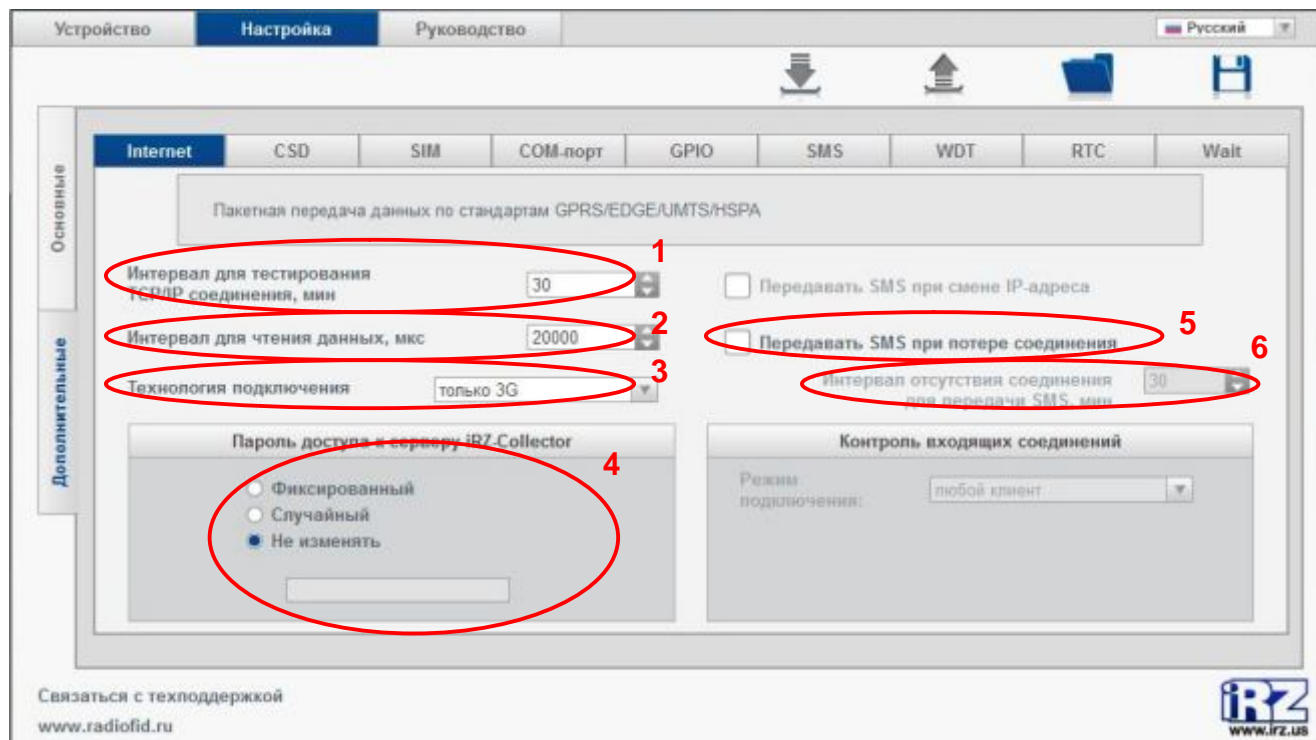 Устройство Настройка Руководство Русский
Internet CSD SIM COM-порт GPIO SMS WDT RTC Wait
Основные
Дополнительные
Пакетная передача данных по стандартам GPRS/EDGE/UMTS/HSPA
1
Интервал для тестирования
TCP/IP соединения, мин
30
Передавать SMS при смене IP-адреса
2
Интервал для чтения данных, мкс
20000
5
Передавать SMS при потере соединения
3
Технология подключения
только 3G
6
Интервал отсутствия соединения
для передачи SMS, мин
30
Пароль доступа к серверу iRZ-Collector
4
Фиксированный
Случайный
Не изменять
Контроль входящих соединений
Режим
подключения:
любой клиент
Связаться с техподдержкой
www.radiofid.ru
iRZ
www.irz.us